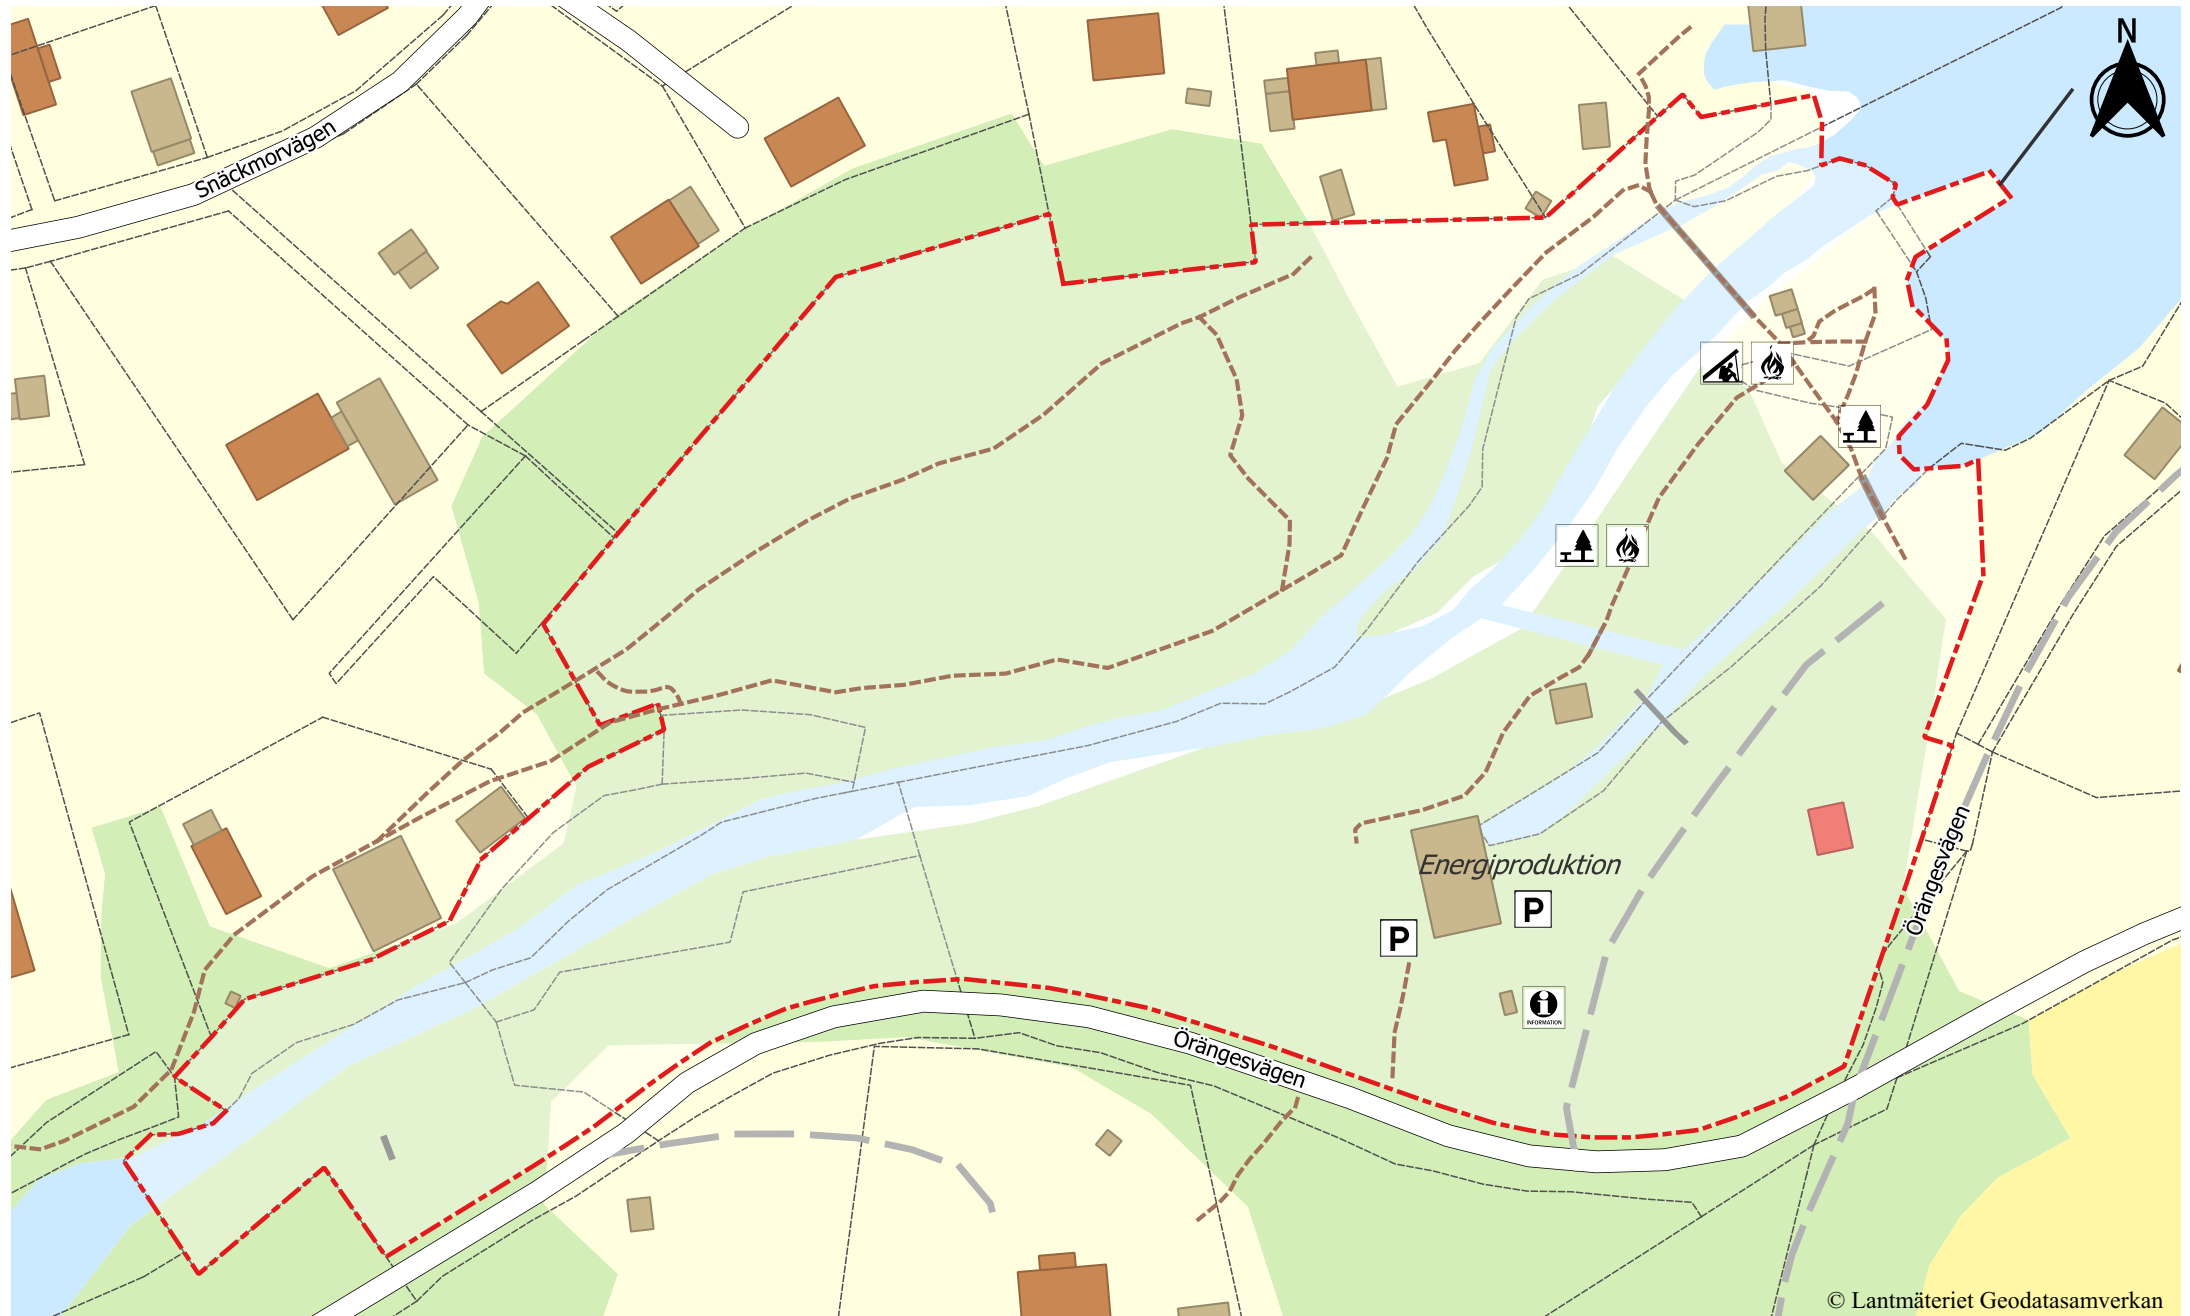 N
Snäckmorvägen
Energiproduktion
P
P
Örängesvägen
INFORMATION
Örängesvägen
© Lantmäteriet Geodatasamverkan